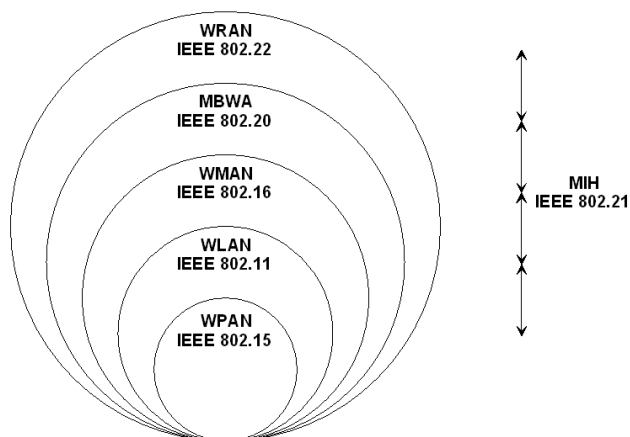 WRAN
IEEE 802.22
MBWA
IEEE 802.20
WMAN
IEEE 802.16
MIH
IEEE 802.21
WLAN
IEEE 802.11
WPAN
IEEE 802.15